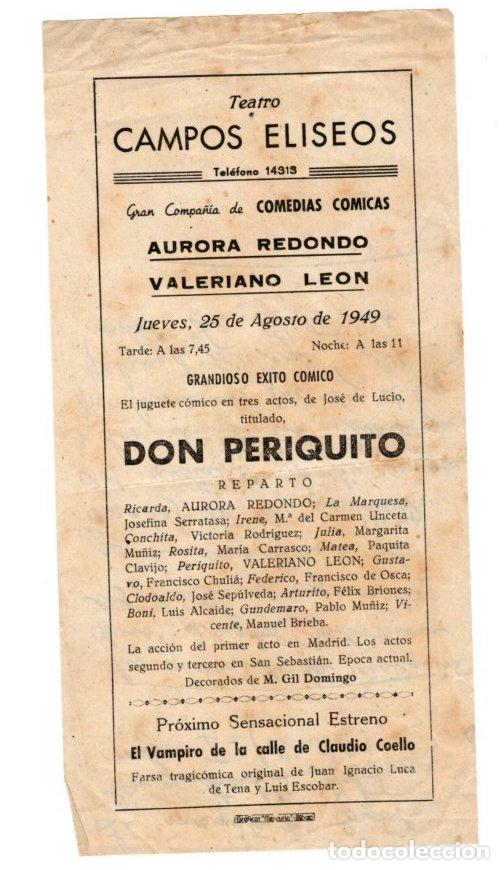 Teatro
CAMPOS ELISEOS
Teléfono 14313
Gran Compañía de COMEDIAS COMICAS
AURORA REDONDO
VALERIANO LEON
Jueves, 25 de Agosto de 1949
Tarde: A las 7,45 Noche: A las 11
GRANDIOSO EXITO COMICO
El juguete cómico en tres actos, de José de Lucio,
titulado,
DON PERIQUITO
REPARTO
Ricarda, AURORA REDONDO; La Marquesa,
Josefina Serratasa; Irene, M.ª del Carmen Unceta
Conchita, Victoria Rodríguez; Julia, Margarita
Muñiz; Rosita, María Carrasco; Matea, Paquita
Clavijo; Periquito, VALERIANO LEON; Gusta-
vo, Francisco Chuliá; Federico, Francisco de Osca;
Clodoaldo, José Sepúlveda; Arturito, Félix Briones;
Boni, Luis Alcaide; Gundemaro, Pablo Muñiz; Vi-
cente, Manuel Brieba.
La acción del primer acto en Madrid. Los actos
segundo y tercero en San Sebastián. Epoca actual.
Decorados de M. Gil Domingo
Próximo Sensacional Estreno
El Vampiro de la calle de Claudio Coello
Farsa tragicómica original de Juan Ignacio Luca
de Tena y Luis Escobar.
todocoleccion